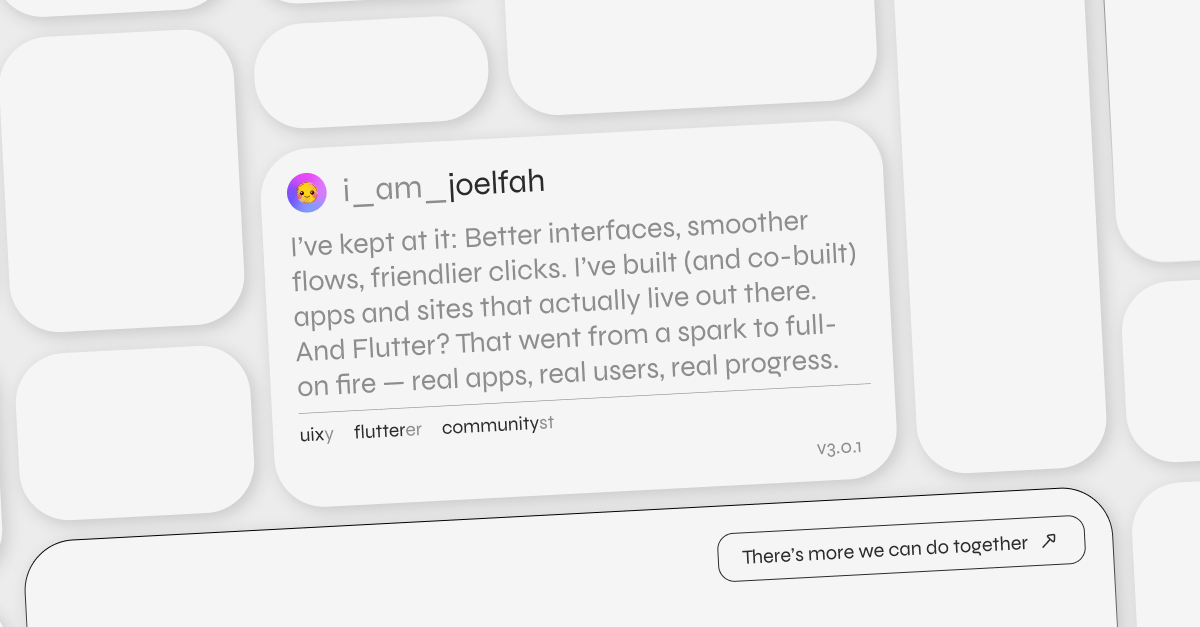 i_am_joelfah
I’ve kept at it: Better interfaces, smoother
flows, friendlier clicks. I’ve built (and co-built)
apps and sites that actually live out there.
And Flutter? That went from a spark to full-
on fire — real apps, real users, real progress.
uixy flutterer communityst
v3.0.1
There’s more we can do together